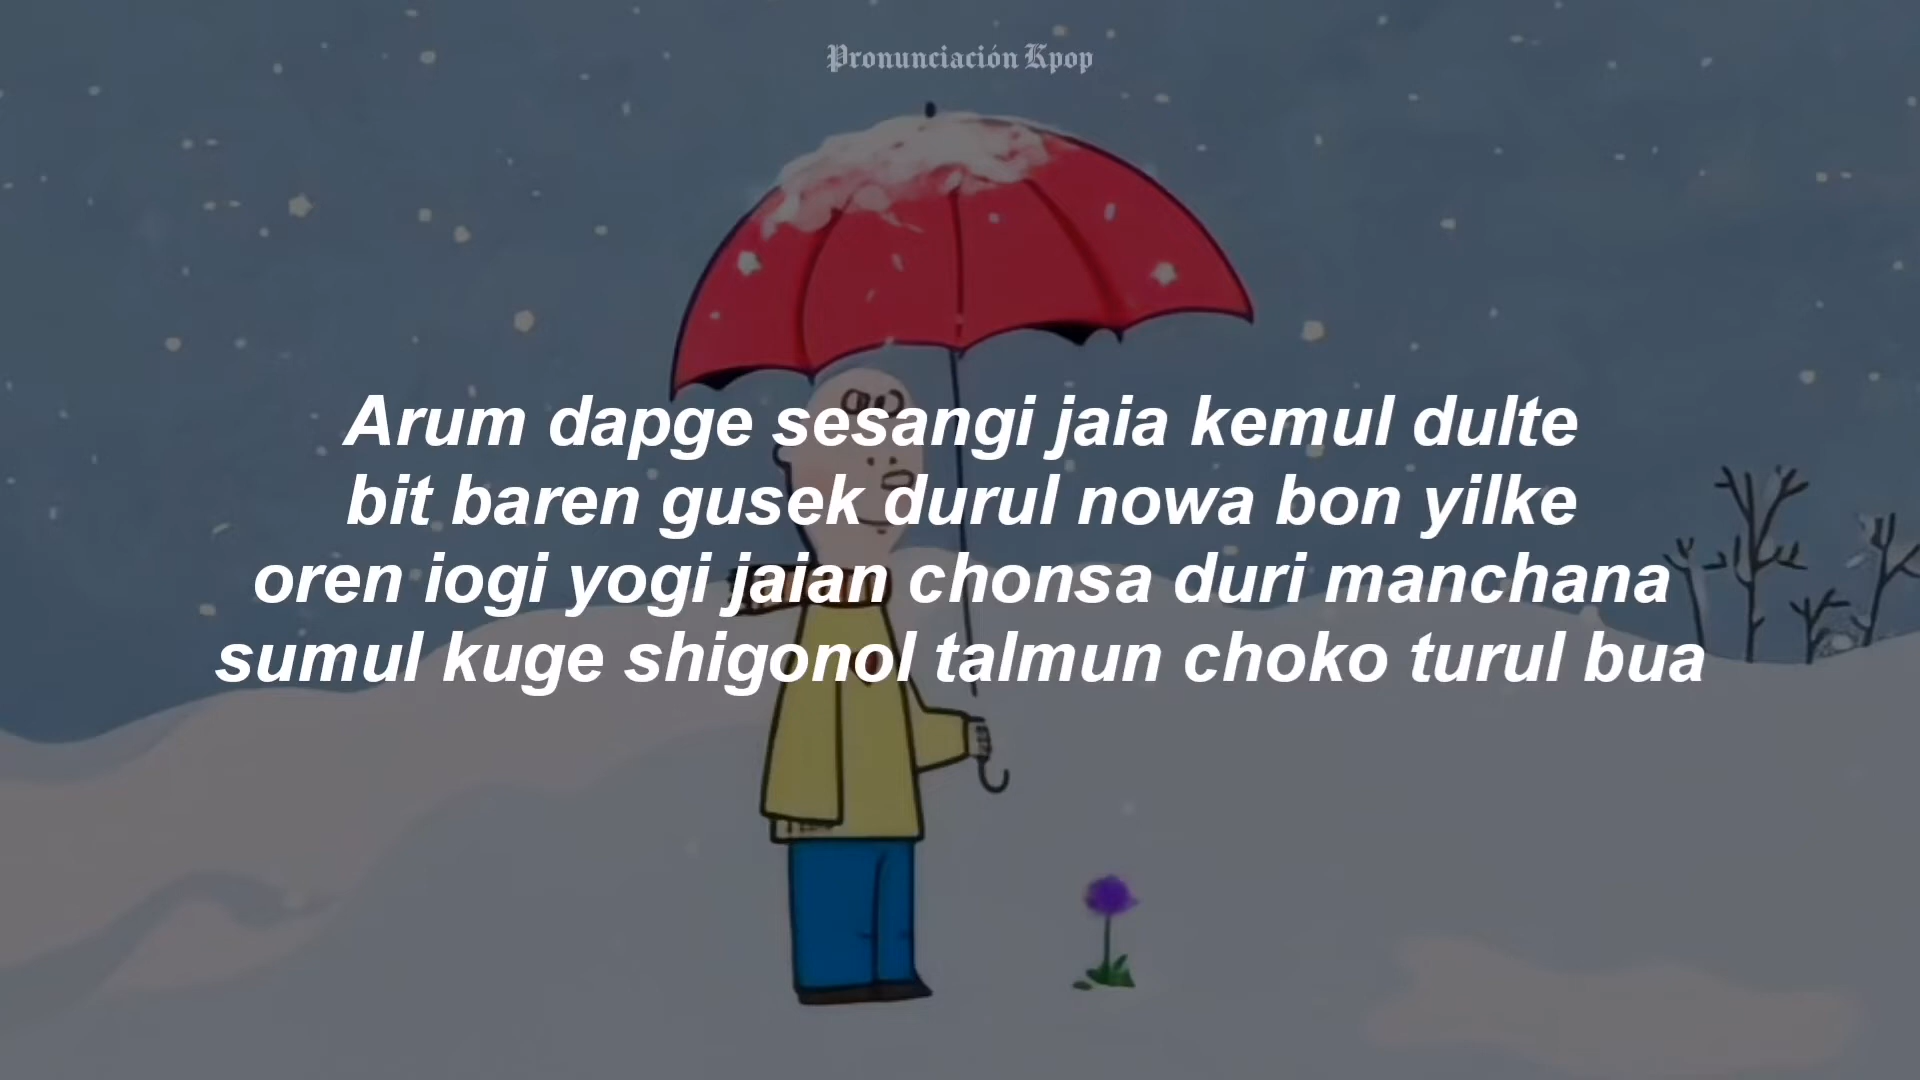 Pronunciación Kpop
Arum dapge sesangi jaia kemul dulte
bit baren gusek durul nowa bon yilke
oren iogi yogi jaian chonsa duri manchana
sumul kuge shigonol talmun choko turul bua